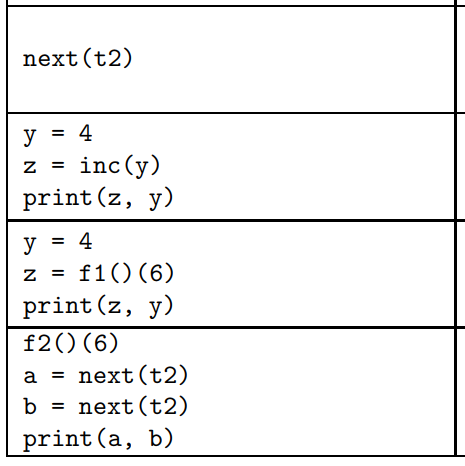 next(t2)
y = 4
z = inc(y)
print(z, y)
y = 4
z = f1()(6)
print(z, y)
f2()(6)
a = next(t2)
b = next(t2)
print(a, b)